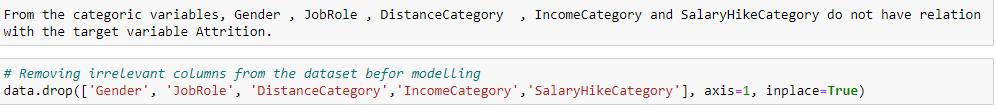 From the categoric variables, Gender , JobRole , DistanceCategory  , IncomeCategory and SalaryHikeCategory do not have relation
with the target variable Attrition.
# Removing irrelevant columns from the dataset befor modelling
data.drop(['Gender', 'JobRole', 'DistanceCategory','IncomeCategory','SalaryHikeCategory'], axis=1, inplace=True)